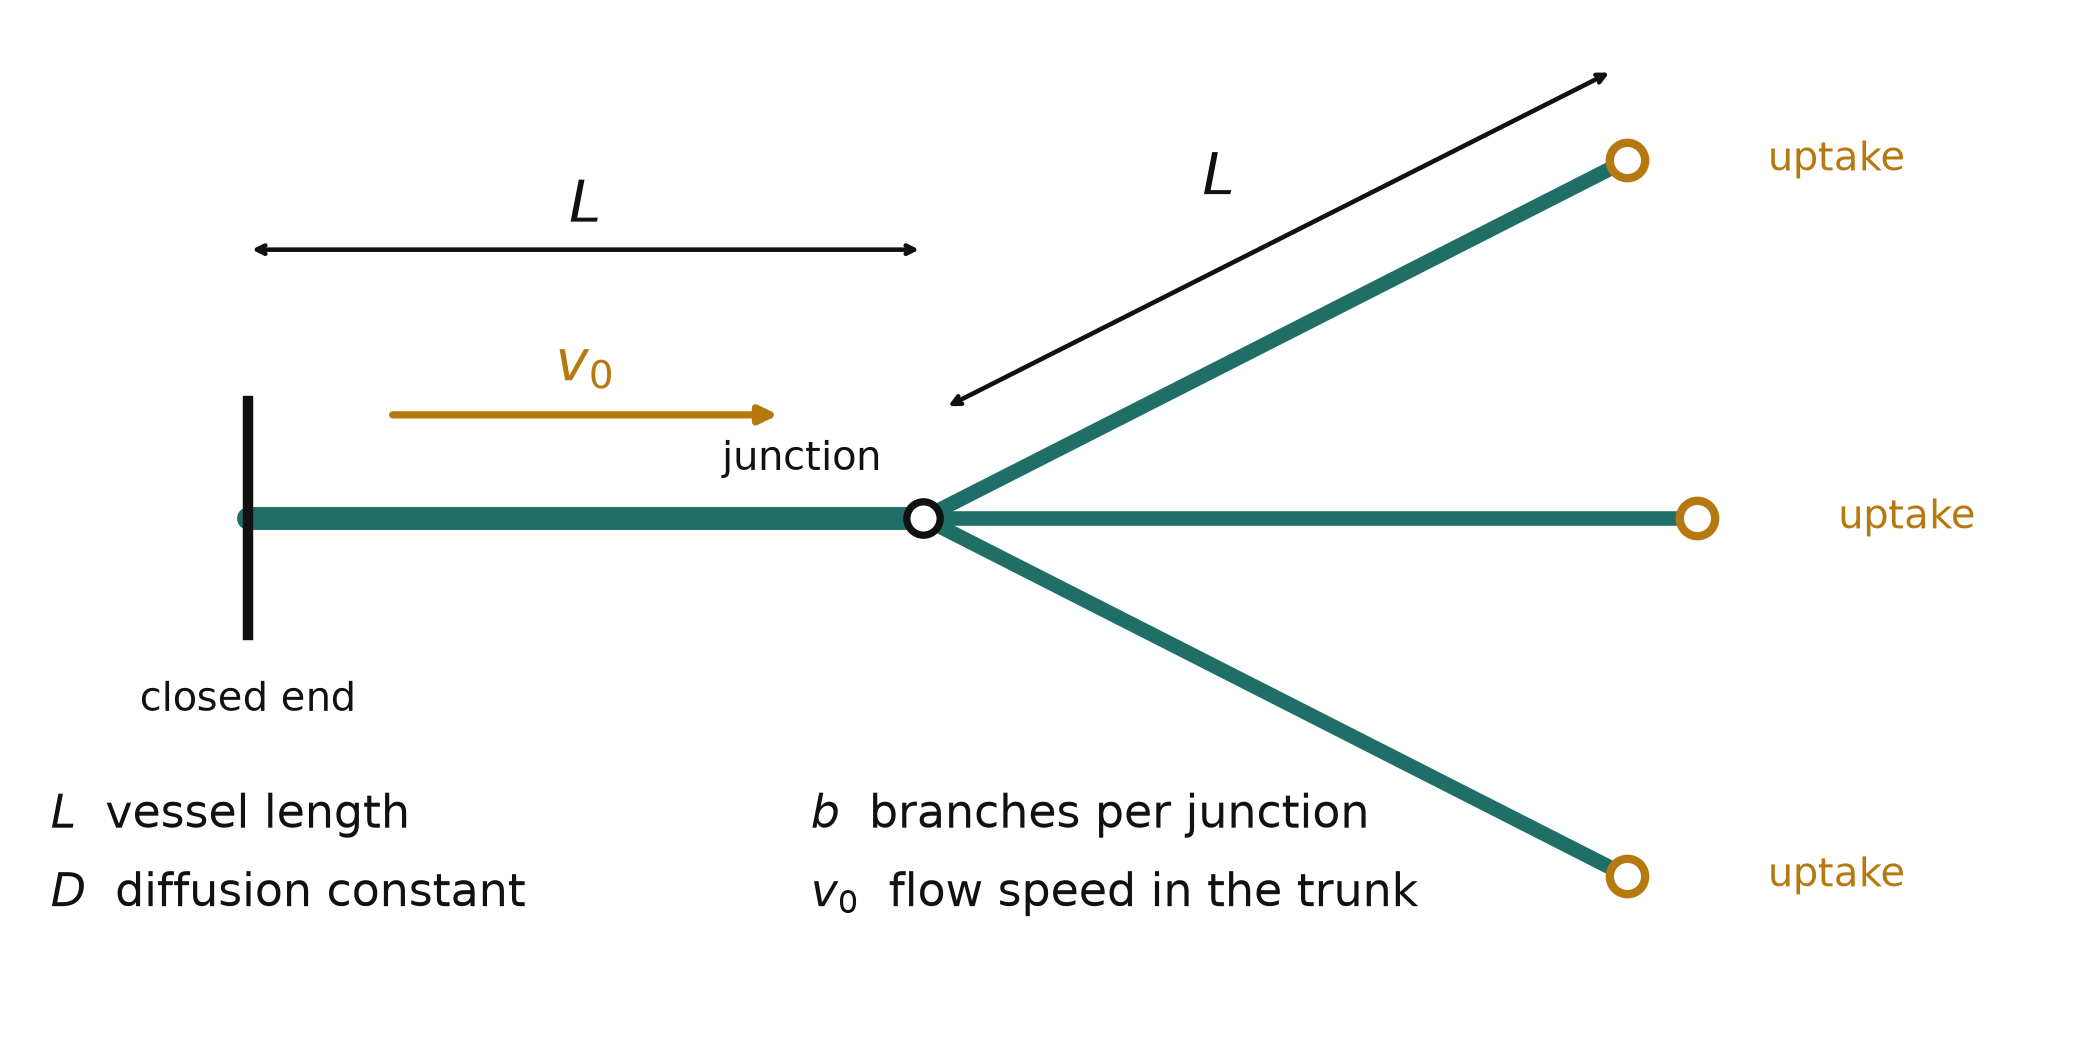 L
L
uptake
v0
junction
uptake
closed end
L vessel length
b branches per junction
D diffusion constant
v0 flow speed in the trunk
uptake